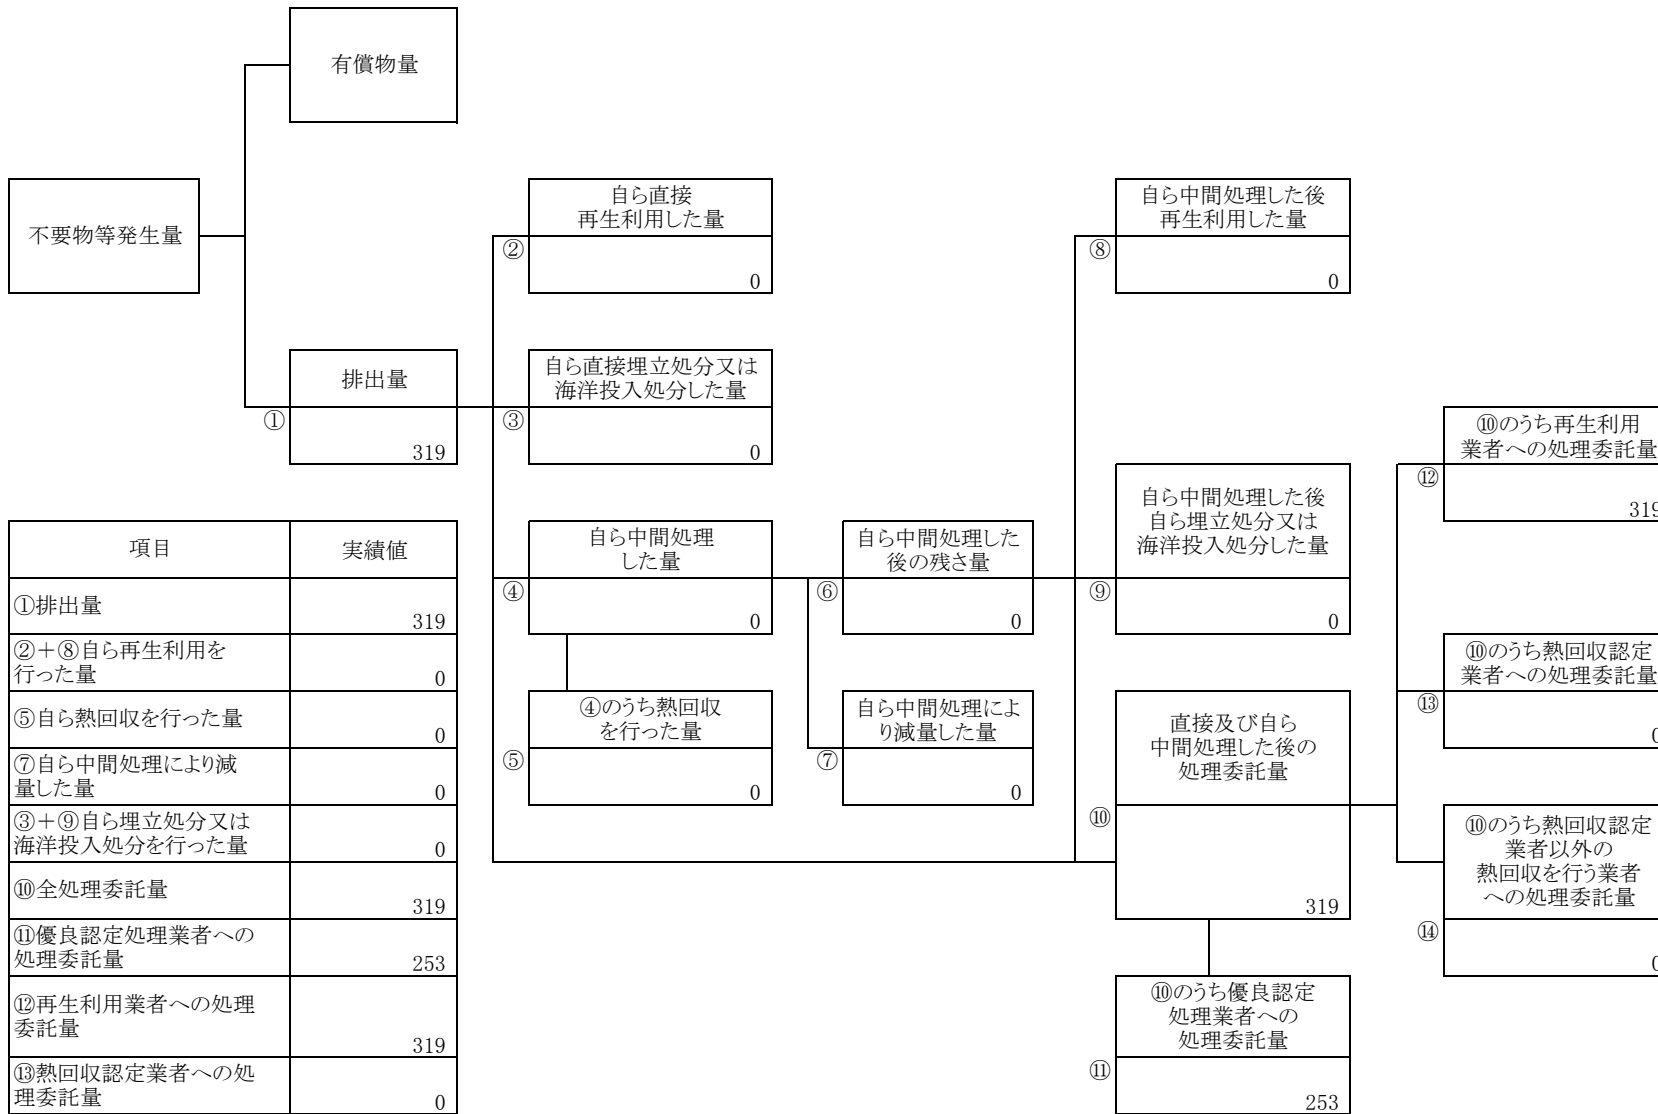 有償物量
不要物等発生量
自ら直接
再生利用した量
②
0
自ら中間処理した後
再生利用した量
⑧
0
排出量
①
319
自ら直接埋立処分又は
海洋投入処分した量
③
0
⑩のうち再生利用
業者への処理委託量
⑫
319
自ら中間処理
した量
④
0
自ら中間処理した
後の残さ量
⑥
0
自ら中間処理した後
自ら埋立処分又は
海洋投入処分した量
⑨
0
⑩のうち熱回収認定
業者への処理委託量
⑬
0
④のうち熱回収
を行った量
⑤
0
自ら中間処理によ
り減量した量
⑦
0
直接及び自ら
中間処理した後の
処理委託量
⑩
319
⑩のうち熱回収認定
業者以外の
熱回収を行う業者
への処理委託量
⑭
0
⑩のうち優良認定
処理業者への
処理委託量
⑪
253
項目 実績値
①排出量 319
②+⑧自ら再生利用を
行った量 0
⑤自ら熱回収を行った量 0
⑦自ら中間処理により減
量した量 0
③+⑨自ら埋立処分又は
海洋投入処分を行った量 0
⑩全処理委託量 319
⑪優良認定処理業者への
処理委託量 253
⑫再生利用業者への処理
委託量 319
⑬熱回収認定業者への処
理委託量 0